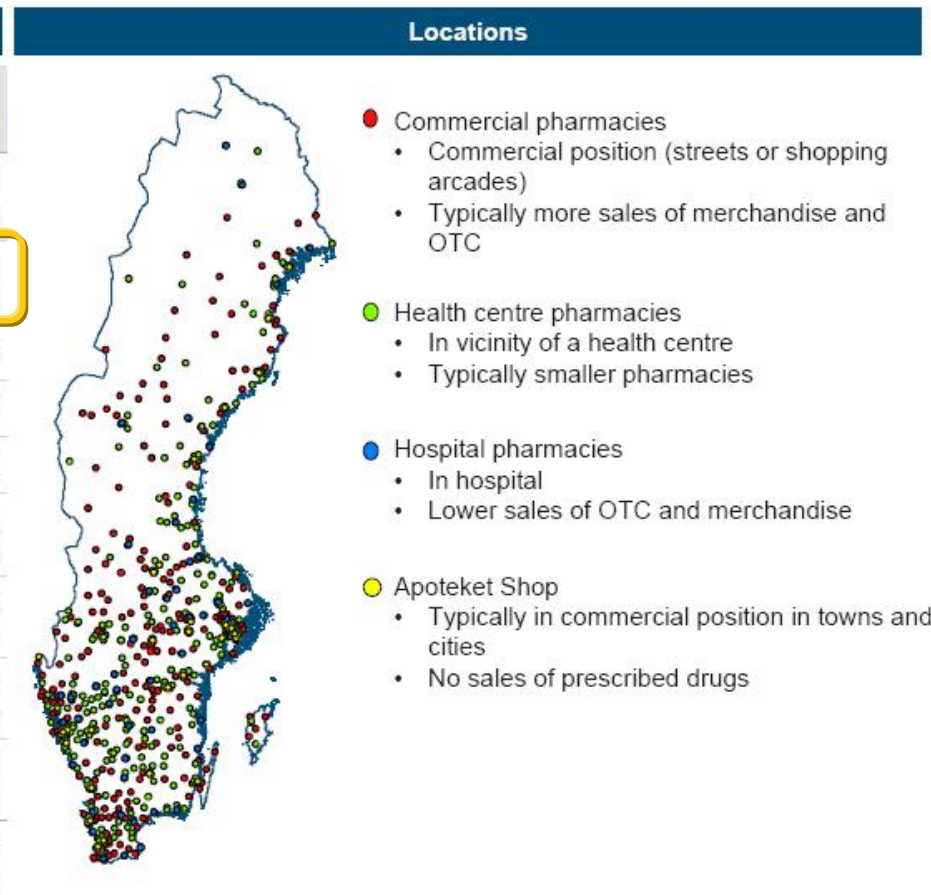 Locations
Commercial pharmacies
• Commercial position (streets or shopping
arcades)
• Typically more sales of merchandise and
OTC
Health centre pharmacies
• In vicinity of a health centre
• Typically smaller pharmacies
Hospital pharmacies
• In hospital
• Lower sales of OTC and merchandise
Apoteket Shop
• Typically in commercial position in towns and
cities
• No sales of prescribed drugs